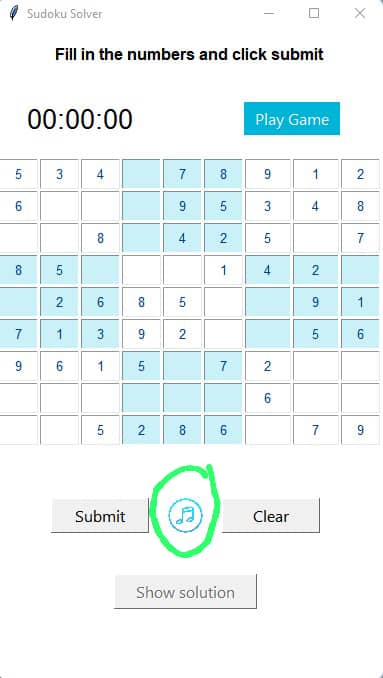 Sudoku Solver
Fill in the numbers and click submit
00:00:00 Play Game
5 3 4 7 8 9 1 2
6 9 5 3 4 8
8 4 2 5 7
8 5 1 4 2
2 6 8 5 9 1
7 1 3 9 2 5 6
9 6 1 5 7 2
6
5 2 8 6 7 9
Submit Clear
Show solution